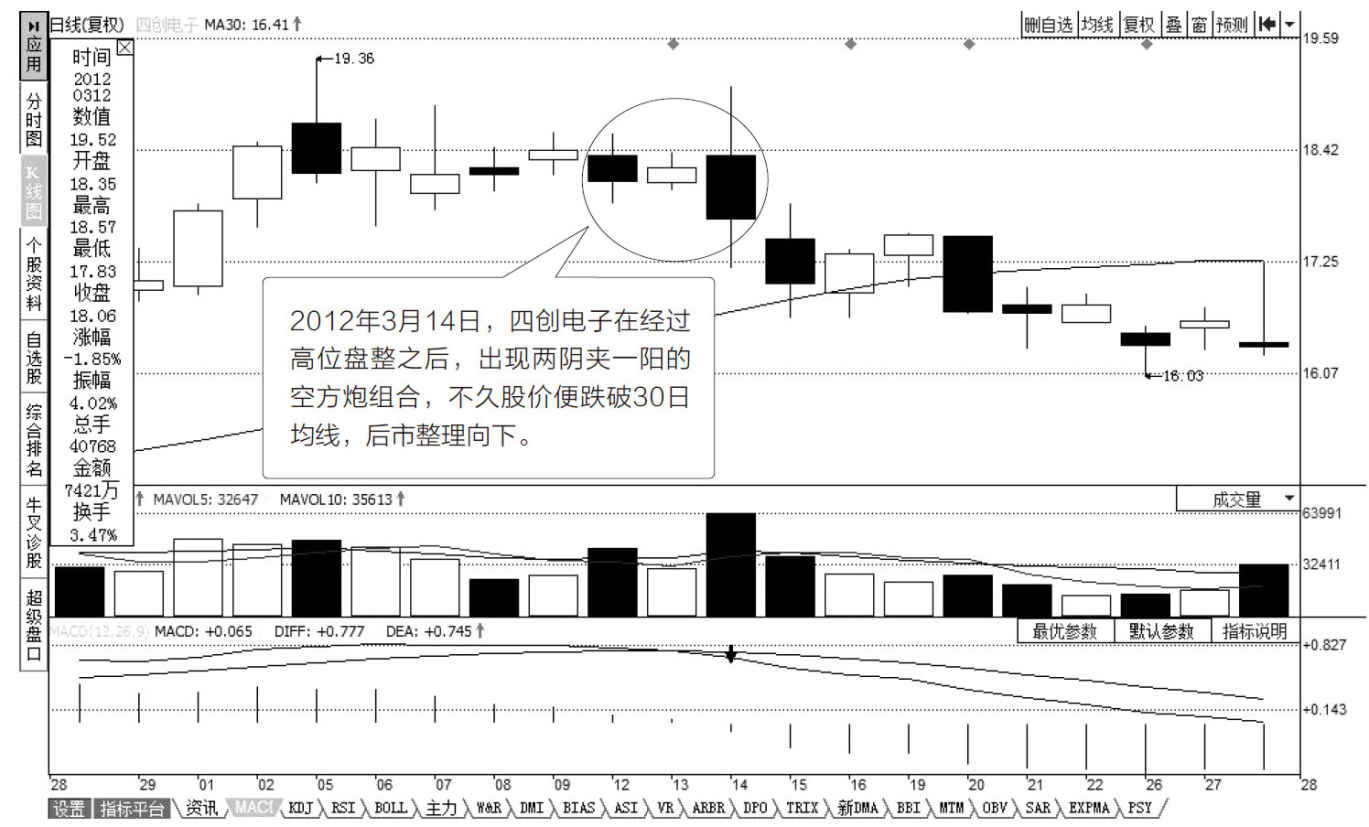 日线(复权) 四创电子 MA30: 16.41↑
删自选 均线 复权 叠 窗 预测
应用
分时图
K线图
个股资料
自选股
综合排名
牛叉诊股
超级盘口
时间
2012
0312
数值
19.52
开盘
18.35
最高
18.57
最低
17.83
收盘
18.06
涨幅
-1.85%
振幅
4.02%
总手
40768
金额
7421万
换手
3.47%
19.59
18.42
17.25
16.07
19.36
16.03
2012年3月14日，四创电子在经过
高位盘整之后，出现两阴夹一阳的
空方炮组合，不久股价便跌破30日
均线，后市整理向下。
↑ MAVOL5: 32647 MAVOL10: 35613↑
成交量
63991
32411
MACD(12,26,9) MACD: +0.065 DIFF: +0.777 DEA: +0.745↑
最优参数 默认参数 指标说明
+0.827
+0.143
28 29 01 02 05 06 07 08 09 12 13 14 15 16 19 20 21 22 26 27 28
设置 指标平台 资讯 MACD KDJ RSI BOLL 主力 W&R DMI BIAS ASI VR ARBR DPO TRIX 新DMA BBI MTM OBV SAR EXPMA PSY